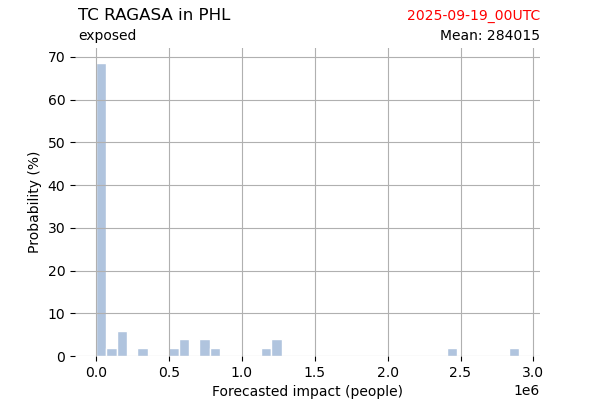 TC RAGASA in PHL
2025-09-19_00UTC
exposed
Mean: 284015
Probability (%)
70
60
50
40
30
20
10
0
0.0 0.5 1.0 1.5 2.0 2.5 3.0
1e6
Forecasted impact (people)